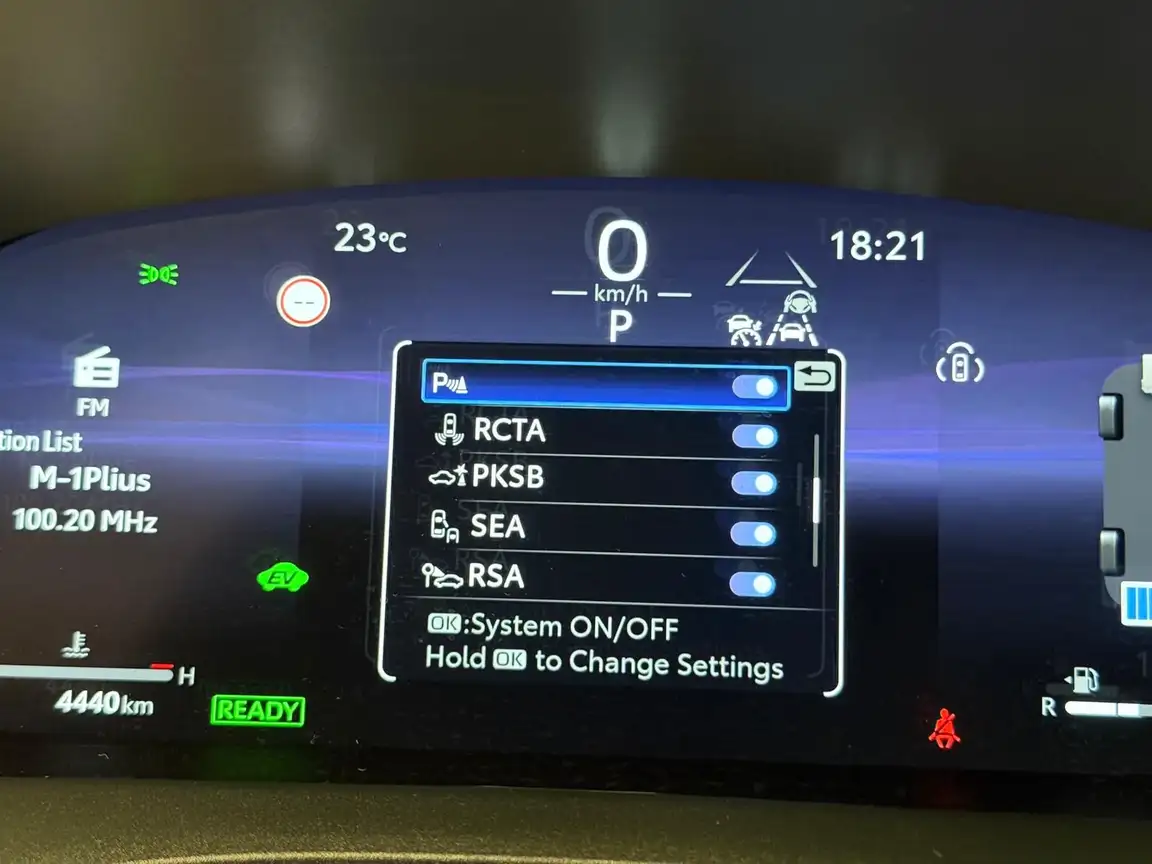 23°C
0
km/h
P
18:21
--
FM
tion List
M-1Plius
100.20 MHz
EV
H
4440km
READY
P
RCTA
PKSB
SEA
RSA
OK:System ON/OFF
Hold OK to Change Settings
R